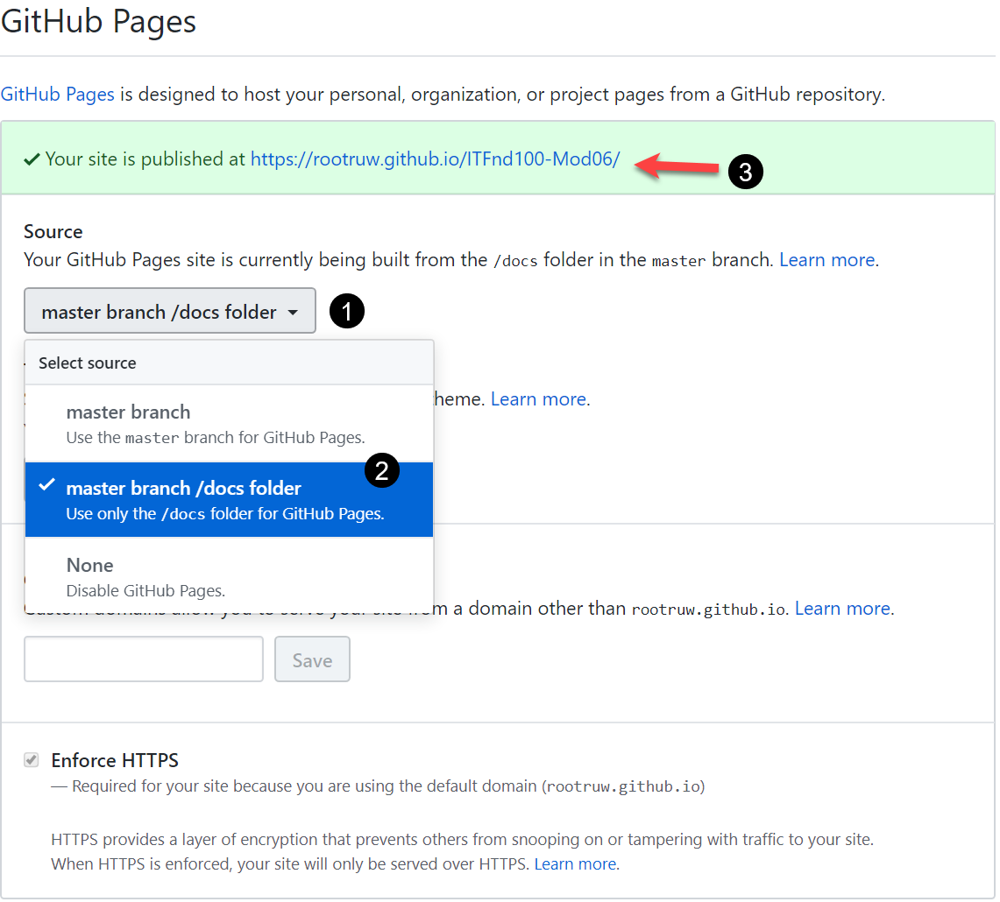 GitHub Pages
GitHub Pages is designed to host your personal, organization, or project pages from a GitHub repository.
Your site is published at https://rootruw.github.io/ITFnd100-Mod06/
3
Source
Your GitHub Pages site is currently being built from the /docs folder in the master branch. Learn more.
master branch /docs folder
1
Select source
heme. Learn more.
master branch
Use the master branch for GitHub Pages.
2
master branch /docs folder
Use only the /docs folder for GitHub Pages.
None
Disable GitHub Pages.
m a domain other than rootruw.github.io. Learn more.
Save
Enforce HTTPS
— Required for your site because you are using the default domain (rootruw.github.io)
HTTPS provides a layer of encryption that prevents others from snooping on or tampering with traffic to your site.
When HTTPS is enforced, your site will only be served over HTTPS. Learn more.